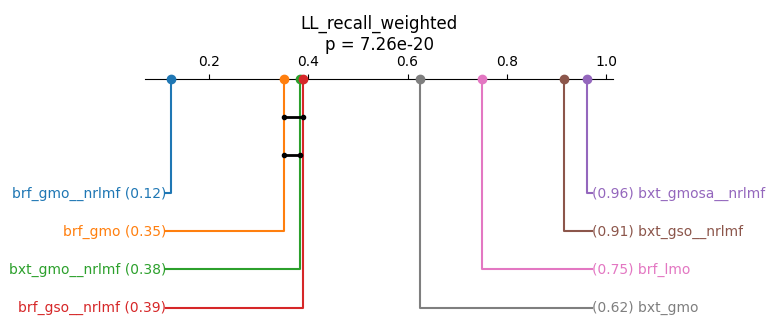 LL_recall_weighted
p = 7.26e-20
0.2 0.4 0.6 0.8 1.0
brf_gmo__nrlmf (0.12) (0.96) bxt_gmosa__nrlmf
brf_gmo (0.35) (0.91) bxt_gso__nrlmf
bxt_gmo__nrlmf (0.38) (0.75) brf_lmo
brf_gso__nrlmf (0.39) (0.62) bxt_gmo